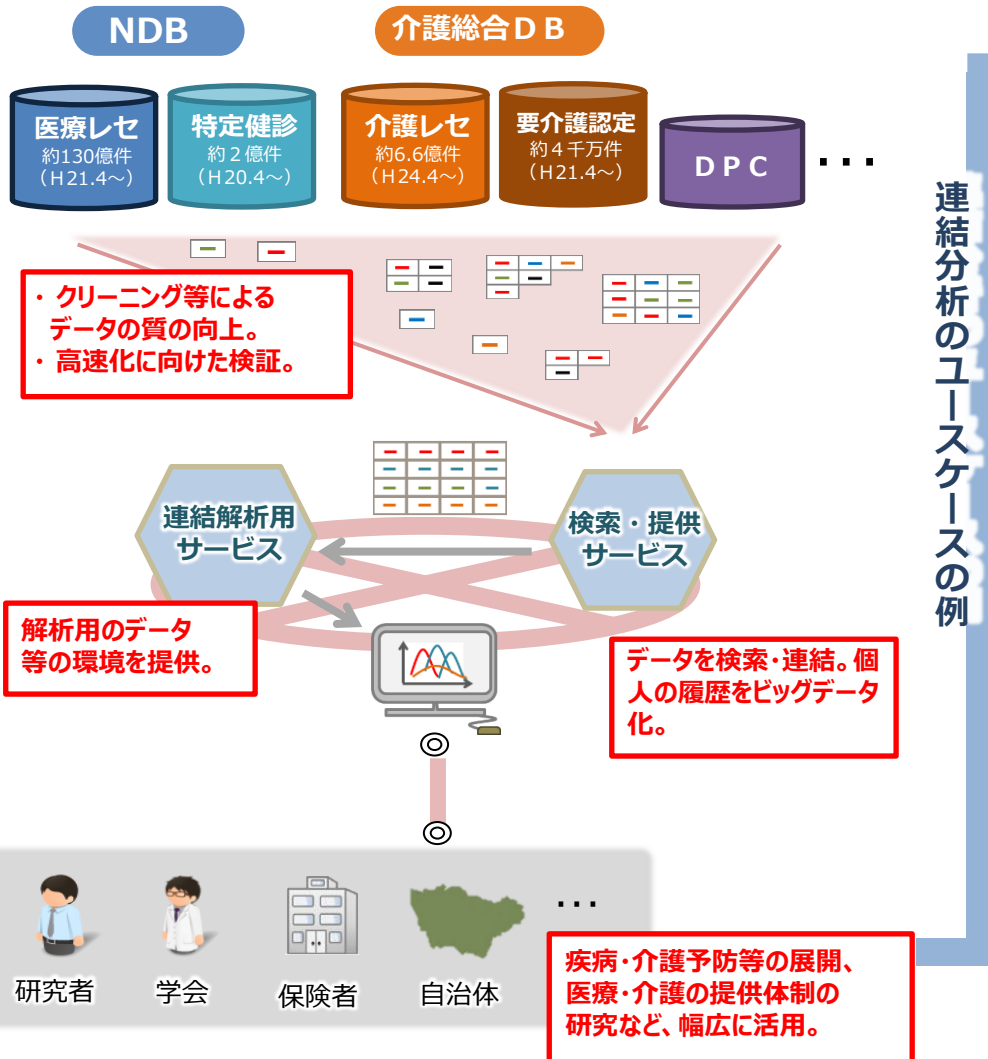 NDB
介護総合ＤＢ
医療レセ
約130億件
（Ｈ21.4～）
特定健診
約２億件
（Ｈ20.4～）
介護レセ
約6.6億件
（Ｈ24.4～）
要介護認定
約４千万件
（Ｈ21.4～）
ＤＰＣ
･･･
・ クリーニング等による
データの質の向上。
・ 高速化に向けた検証。
連結分析のユースケースの例
連結解析用
サービス
検索・提供
サービス
解析用のデータ
等の環境を提供。
データを検索･連結。個
人の履歴をビッグデータ
化。
研究者
学会
保険者
自治体
･･･
疾病･介護予防等の展開、
医療･介護の提供体制の
研究など、幅広に活用。